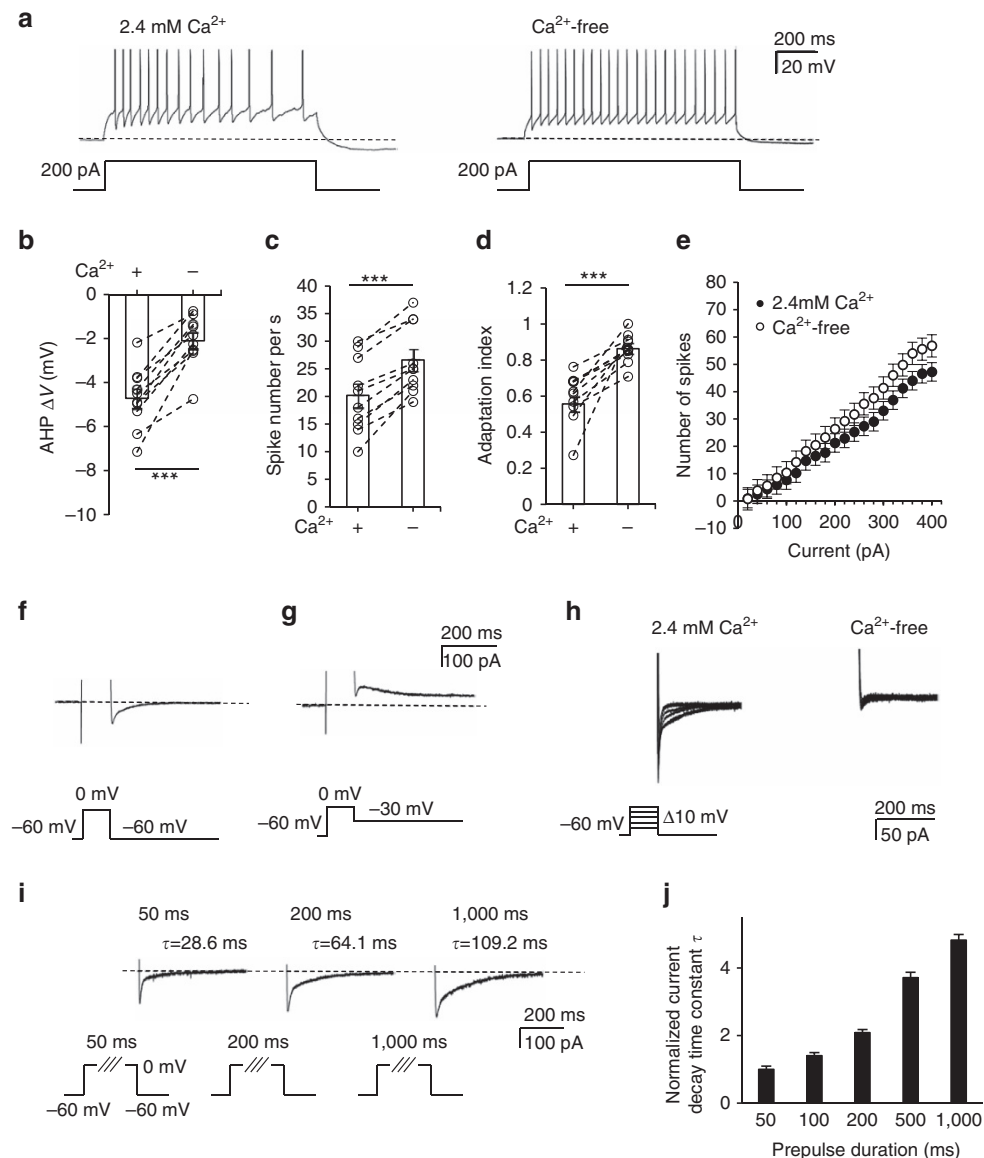 a
2.4 mM Ca²⁺
Ca²⁺-free
200 ms
20 mV
200 pA
200 pA
b
Ca²⁺
+
–
0
–2
–4
–6
–8
–10
AHP ΔV (mV)
***
c
***
40
35
30
25
20
15
10
5
0
Spike number per s
Ca²⁺
+
–
d
***
1.2
1
0.8
0.6
0.4
0.2
0
Adaptation index
Ca²⁺
+
–
e
80
70
60
50
40
30
20
10
0
–10
Number of spikes
2.4mM Ca²⁺
Ca²⁺-free
0
100
200
300
400
Current (pA)
f
0 mV
–60 mV
–60 mV
g
200 ms
100 pA
0 mV
–30 mV
–60 mV
h
2.4 mM Ca²⁺
Ca²⁺-free
–60 mV
Δ10 mV
200 ms
50 pA
i
50 ms
200 ms
1,000 ms
τ=28.6 ms
τ=64.1 ms
τ=109.2 ms
200 ms
100 pA
50 ms
0 mV
200 ms
1,000 ms
–60 mV
–60 mV
j
Normalized current
decay time constant τ
4
2
0
50
100
200
500
1,000
Prepulse duration (ms)